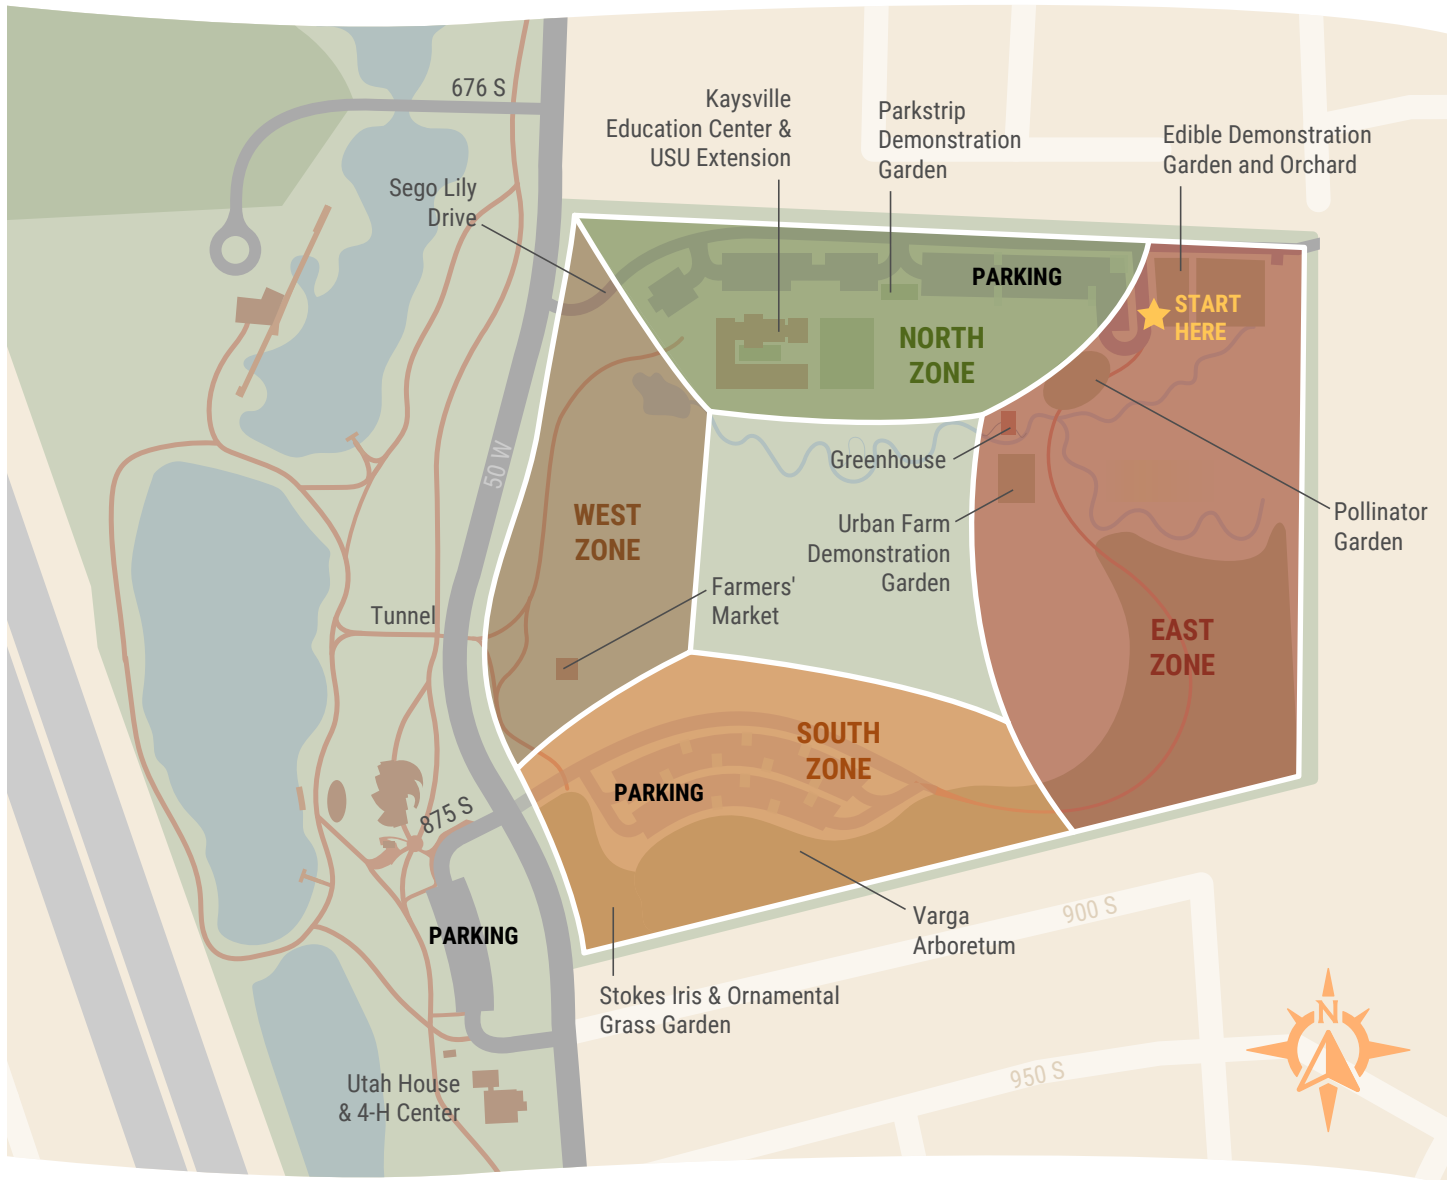 676 S
Kaysville
Education Center &
USU Extension
Parkstrip
Demonstration
Garden
Edible Demonstration
Garden and Orchard
Sego Lily
Drive
PARKING
START
HERE
NORTH
ZONE
50 W
Greenhouse
WEST
ZONE
Urban Farm
Demonstration
Garden
Pollinator
Garden
Farmers'
Market
Tunnel
EAST
ZONE
SOUTH
ZONE
PARKING
875 S
PARKING
Varga
Arboretum
900 S
Stokes Iris & Ornamental
Grass Garden
N
950 S
Utah House
& 4-H Center